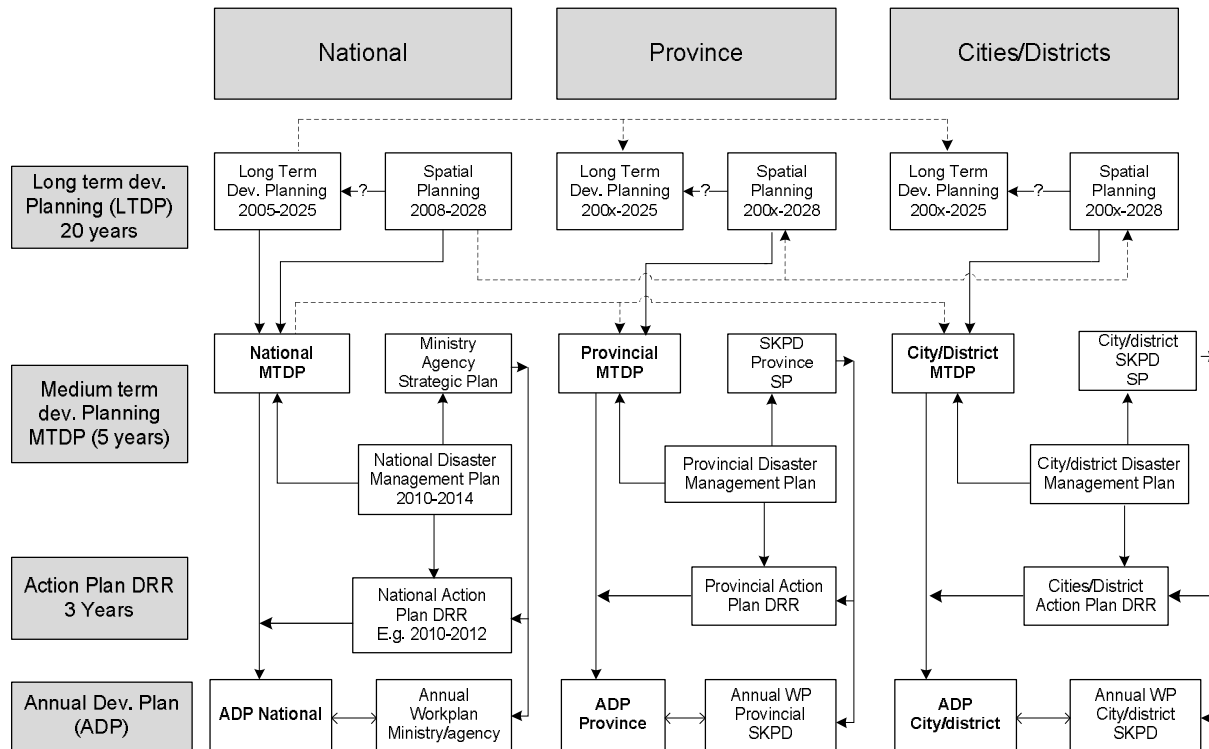 National
Province
Cities/Districts
Long term dev.
Planning (LTDP)
20 years
Long Term
Dev. Planning
2005-2025
?
Spatial
Planning
2008-2028
Long Term
Dev. Planning
200x-2025
?
Spatial
Planning
200x-2028
Long Term
Dev. Planning
200x-2025
?
Spatial
Planning
200x-2028
Medium term
dev. Planning
MTDP (5 years)
National
MTDP
Ministry
Agency
Strategic Plan
Provincial
MTDP
SKPD
Province
SP
City/District
MTDP
City/district
SKPD
SP
National Disaster
Management Plan
2010-2014
Provincial Disaster
Management Plan
City/district Disaster
Management Plan
Action Plan DRR
3 Years
National Action
Plan DRR
E.g. 2010-2012
Provincial Action
Plan DRR
Cities/District
Action Plan DRR
Annual Dev. Plan
(ADP)
ADP National
Annual
Workplan
Ministry/agency
ADP
Province
Annual WP
Provincial
SKPD
ADP
City/district
Annual WP
City/district
SKPD